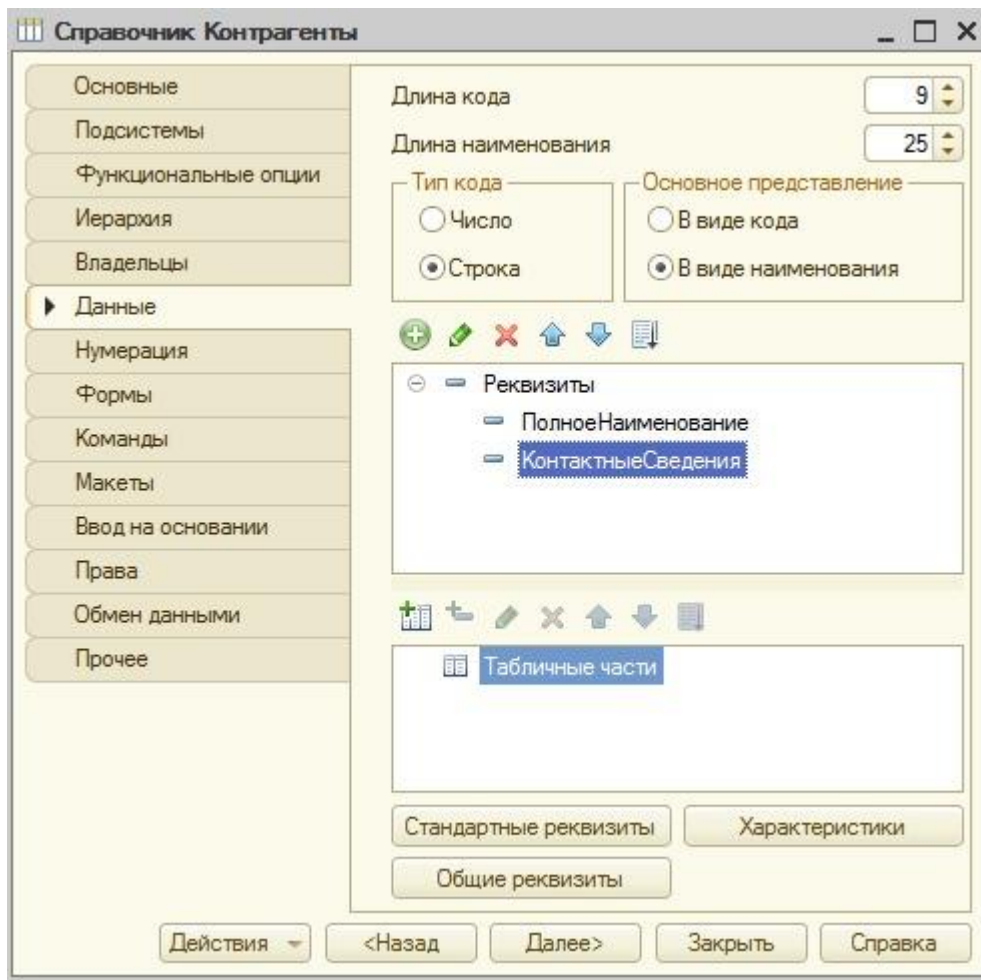 Справочник Контрагенты
Основные
Подсистемы
Функциональные опции
Иерархия
Владельцы
Данные
Нумерация
Формы
Команды
Макеты
Ввод на основании
Права
Обмен данными
Прочее
Длина кода 9
Длина наименования 25
Тип кода Основное представление
Число В виде кода
Строка В виде наименования
Реквизиты
ПолноеНаименование
КонтактныеСведения
Табличные части
Стандартные реквизиты Характеристики
Общие реквизиты
Действия <Назад Далее> Закрыть Справка